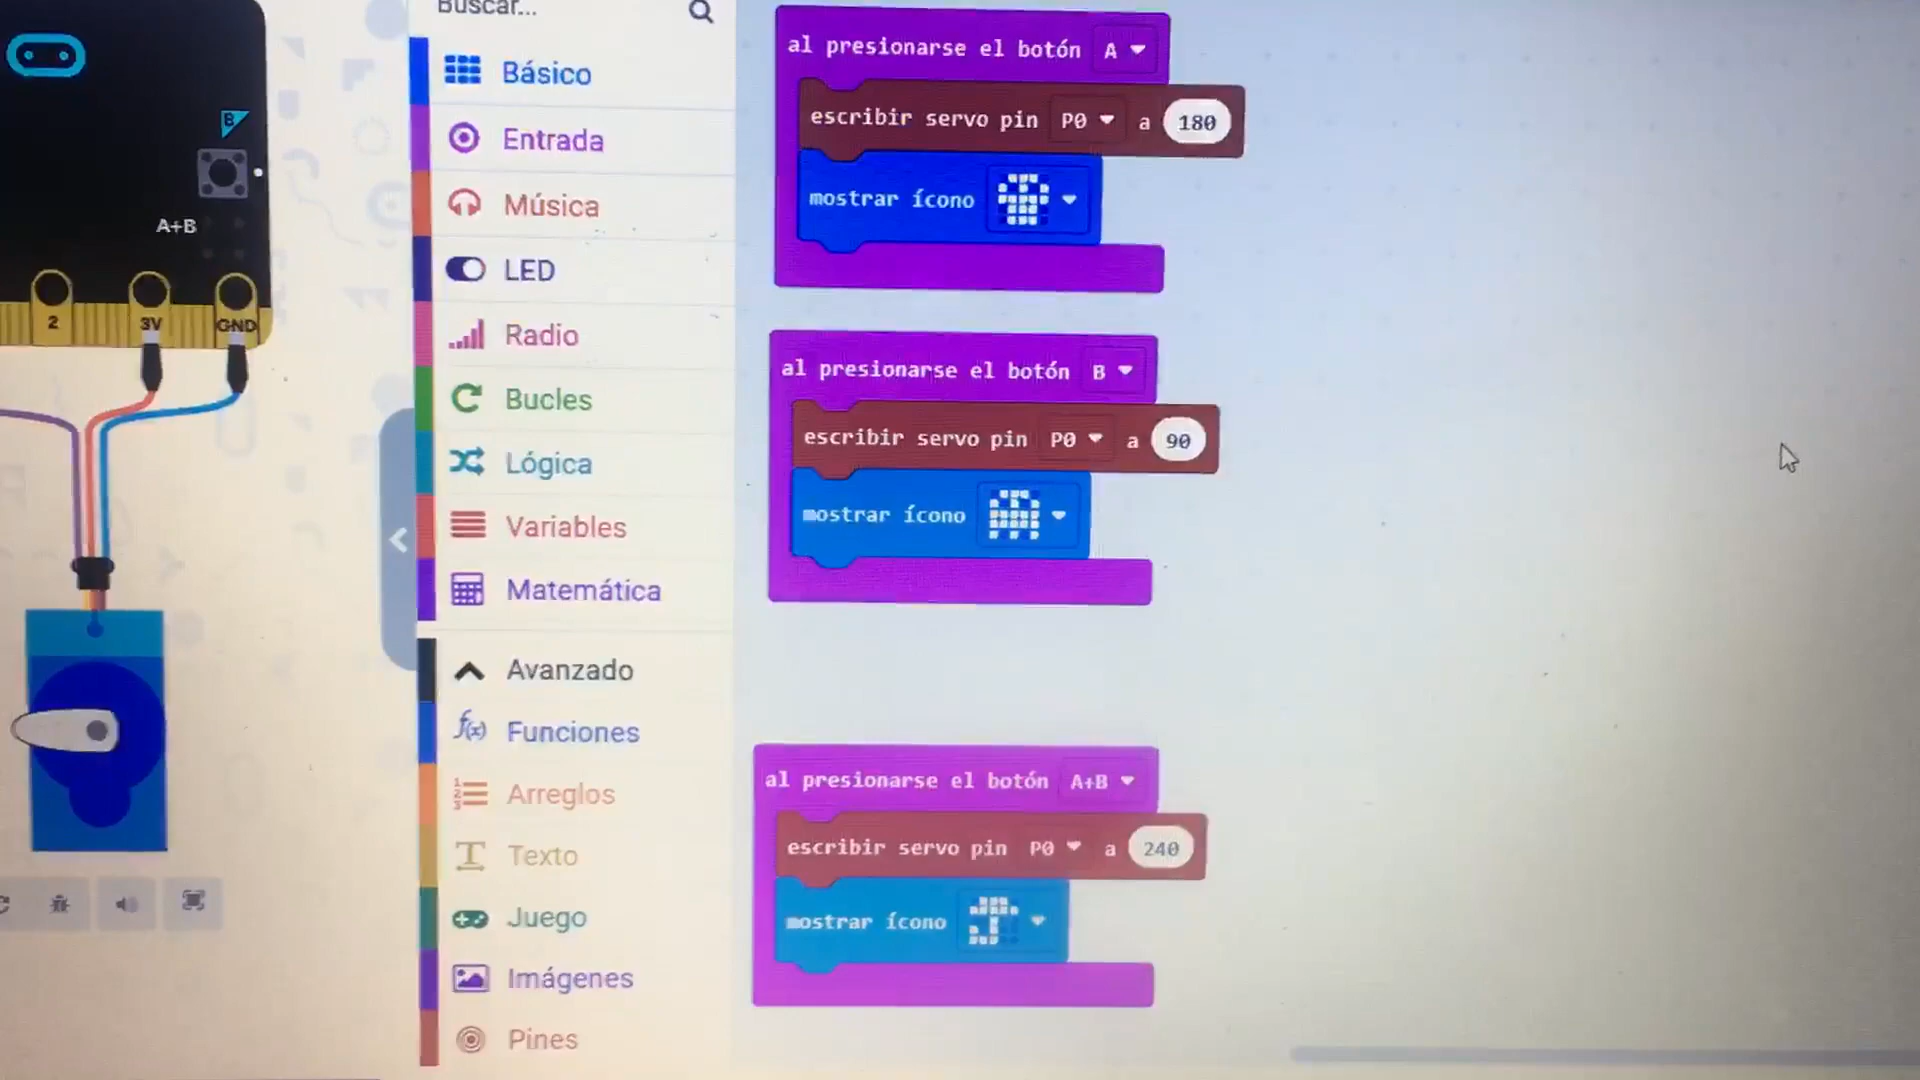 Buscar...
B
A+B
2
3V
GND
Básico
Entrada
Música
LED
Radio
Bucles
Lógica
Variables
Matemática
Avanzado
f(x) Funciones
Arreglos
Texto
Juego
Imágenes
Pines
al presionarse el botón A
escribir servo pin P0 a 180
mostrar ícono
al presionarse el botón B
escribir servo pin P0 a 90
mostrar ícono
al presionarse el botón A+B
escribir servo pin P0 a 240
mostrar ícono